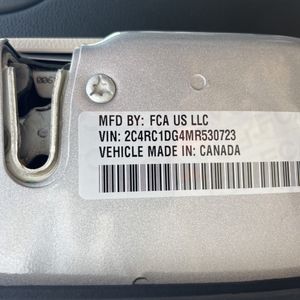 MFD BY: FCA US LLC
VIN: 2C4RC1DG4MR530723
VEHICLE MADE IN: CANADA